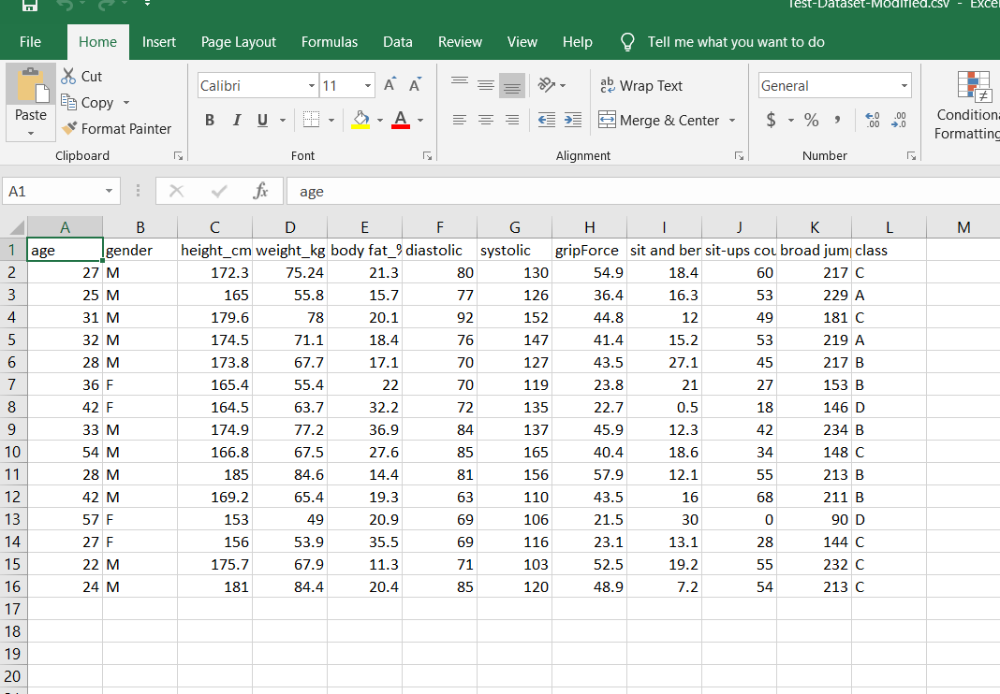 Test-Dataset-Modified.csv - Exce
File Home Insert Page Layout Formulas Data Review View Help Tell me what you want to do
Cut
Copy
Format Painter
Paste
Clipboard
Calibri 11
B I U A
Font
Wrap Text
Merge & Center
Alignment
General
$ % ,
Number
Condition
Formatting
A1 fx age
A B C D E F G H I J K L M
1 age gender height_cm weight_kg body fat_% diastolic systolic gripForce sit and ber sit-ups cou broad jum class
2 27 M 172.3 75.24 21.3 80 130 54.9 18.4 60 217 C
3 25 M 165 55.8 15.7 77 126 36.4 16.3 53 229 A
4 31 M 179.6 78 20.1 92 152 44.8 12 49 181 C
5 32 M 174.5 71.1 18.4 76 147 41.4 15.2 53 219 A
6 28 M 173.8 67.7 17.1 70 127 43.5 27.1 45 217 B
7 36 F 165.4 55.4 22 70 119 23.8 21 27 153 B
8 42 F 164.5 63.7 32.2 72 135 22.7 0.5 18 146 D
9 33 M 174.9 77.2 36.9 84 137 45.9 12.3 42 234 B
10 54 M 166.8 67.5 27.6 85 165 40.4 18.6 34 148 C
11 28 M 185 84.6 14.4 81 156 57.9 12.1 55 213 B
12 42 M 169.2 65.4 19.3 63 110 43.5 16 68 211 B
13 57 F 153 49 20.9 69 106 21.5 30 0 90 D
14 27 F 156 53.9 35.5 69 116 23.1 13.1 28 144 C
15 22 M 175.7 67.9 11.3 71 103 52.5 19.2 55 232 C
16 24 M 181 84.4 20.4 85 120 48.9 7.2 54 213 C
17
18
19
20